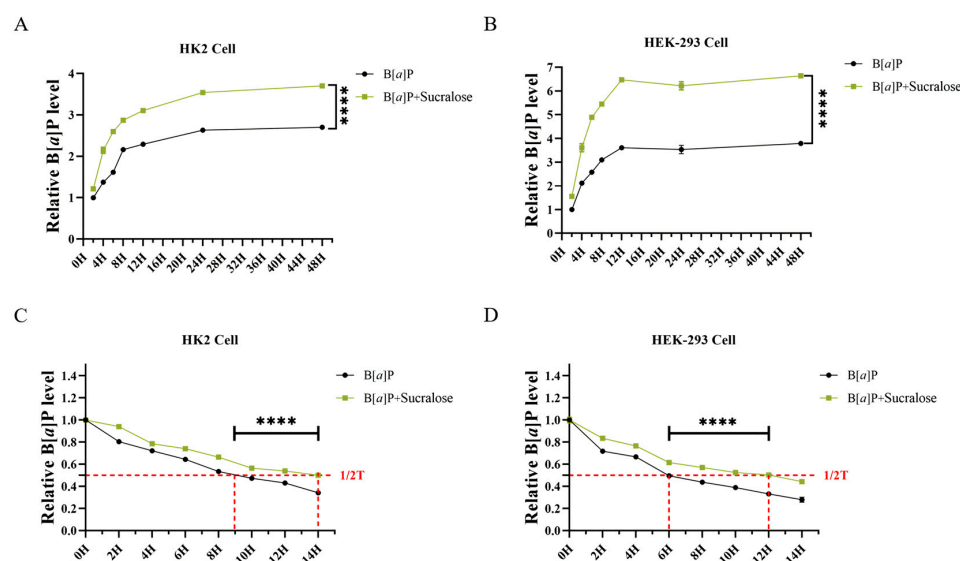 A
HK2 Cell
Relative B[a]P level
4
3
2
1
0
0H 4H 8H 12H 16H 20H 24H 28H 32H 36H 40H 44H 48H
B[a]P
B[a]P+Sucralose
****
B
HEK-293 Cell
Relative B[a]P level
7
6
5
4
3
2
1
0
0H 4H 8H 12H 16H 20H 24H 28H 32H 36H 40H 44H 48H
B[a]P
B[a]P+Sucralose
****
C
HK2 Cell
Relative B[a]P level
1.4
1.2
1.0
0.8
0.6
0.4
0.2
0.0
0H 2H 4H 6H 8H 10H 12H 14H
B[a]P
B[a]P+Sucralose
****
1/2T
D
HEK-293 Cell
Relative B[a]P level
1.4
1.2
1.0
0.8
0.6
0.4
0.2
0.0
0H 2H 4H 6H 8H 10H 12H 14H
B[a]P
B[a]P+Sucralose
****
1/2T